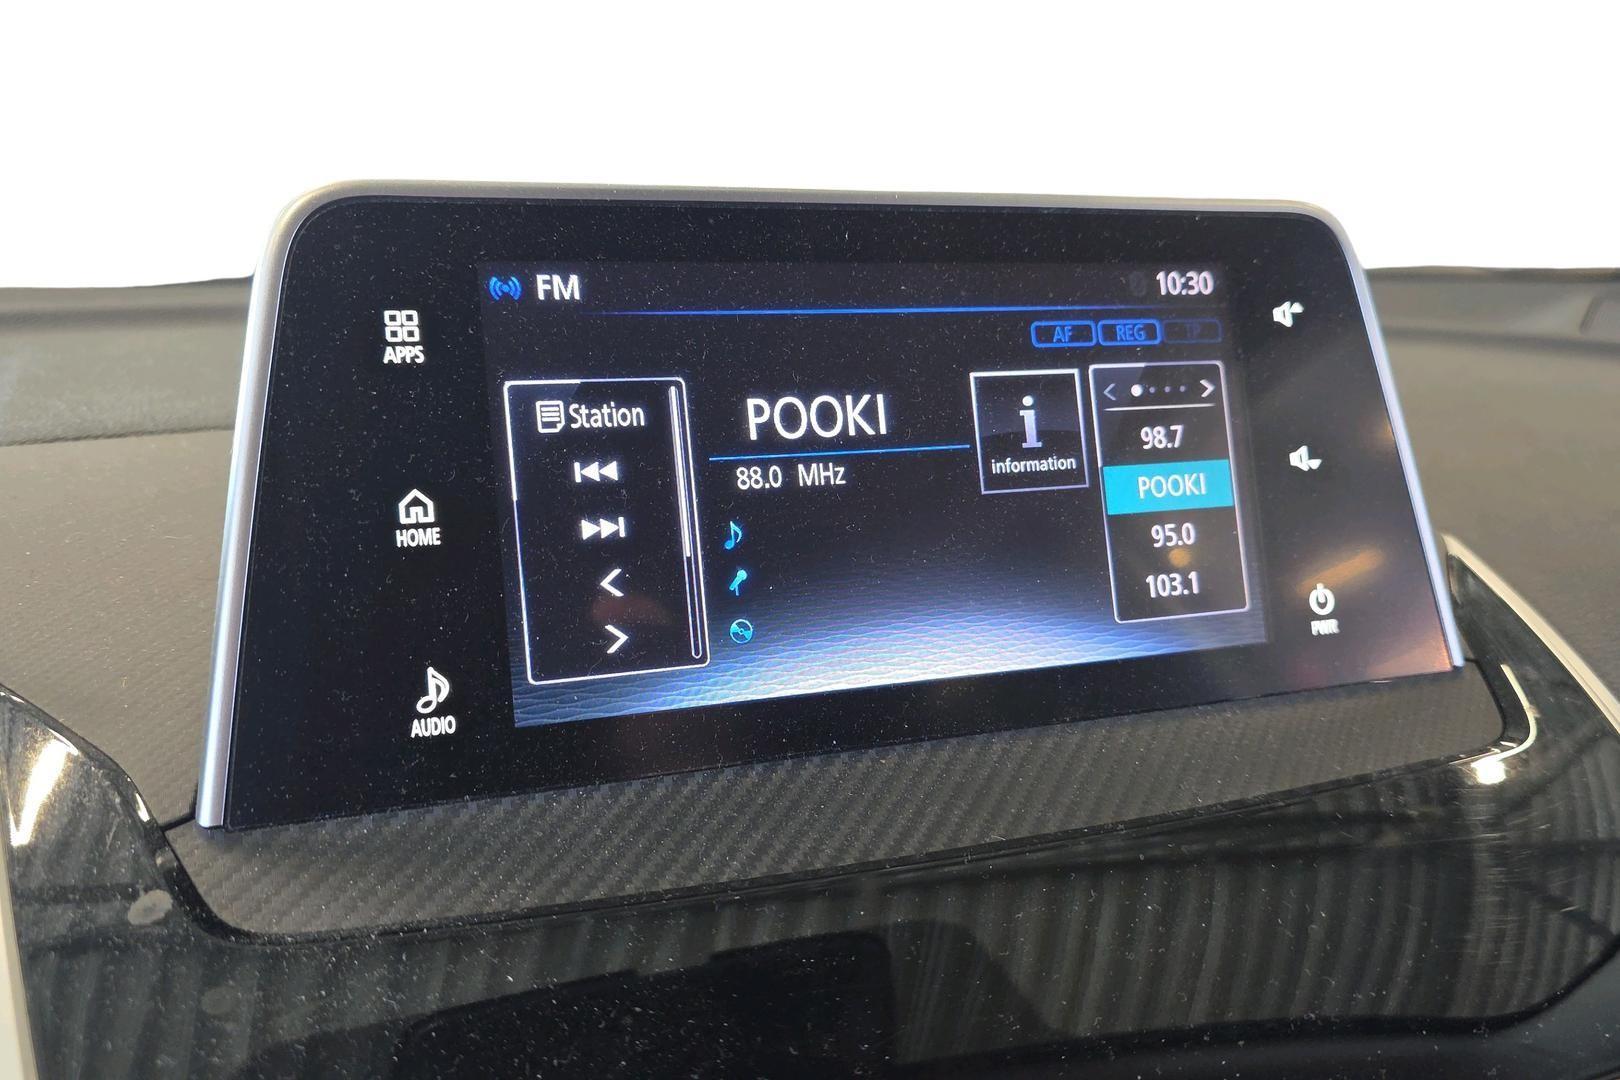 FM
10:30
AF REG TP
APPS
Station
POOKI
88.0 MHz
information
98.7
POOKI
95.0
103.1
HOME
AUDIO
PWR